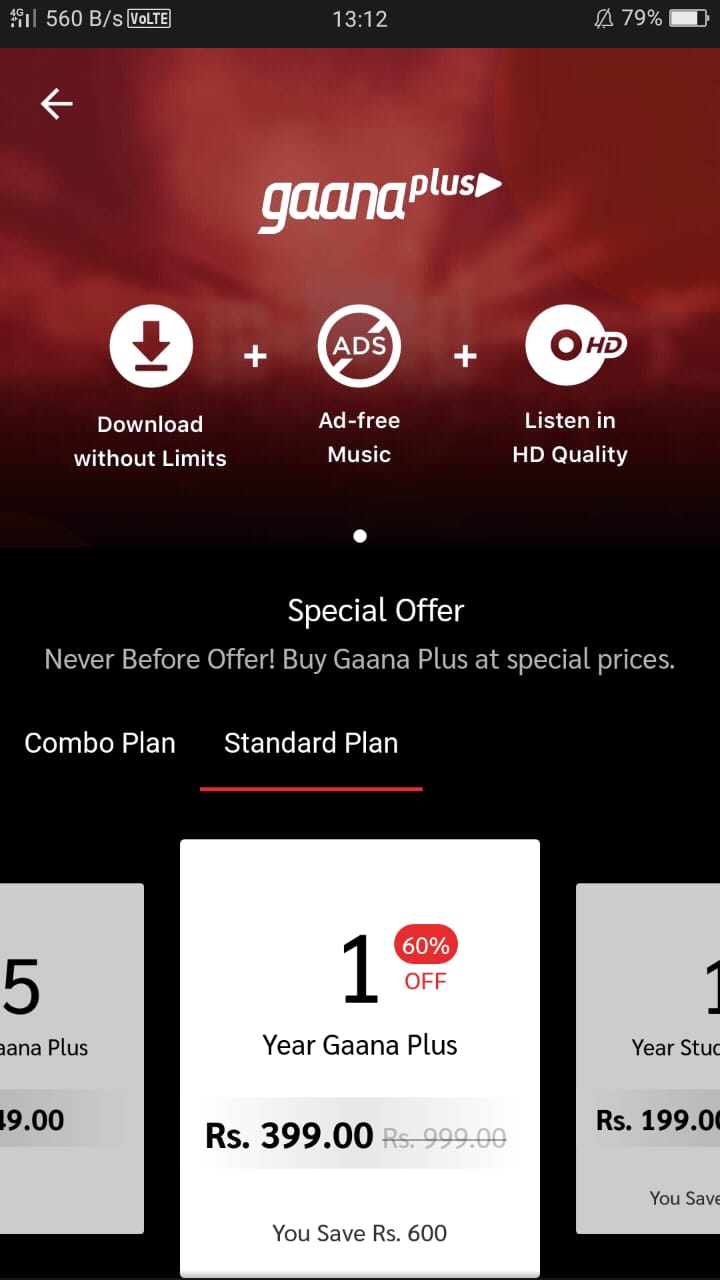 4G 560 B/s VoLTE 13:12 79%
gaana plus
ADS
HD
Download
without Limits
+
Ad-free
Music
+
Listen in
HD Quality
Special Offer
Never Before Offer! Buy Gaana Plus at special prices.
Combo Plan Standard Plan
5
Plus
49.00
1 60%
OFF
Year Gaana Plus
Rs. 399.00 Rs. 999.00
You Save Rs. 600
1
Year
Rs. 199.00
You Save